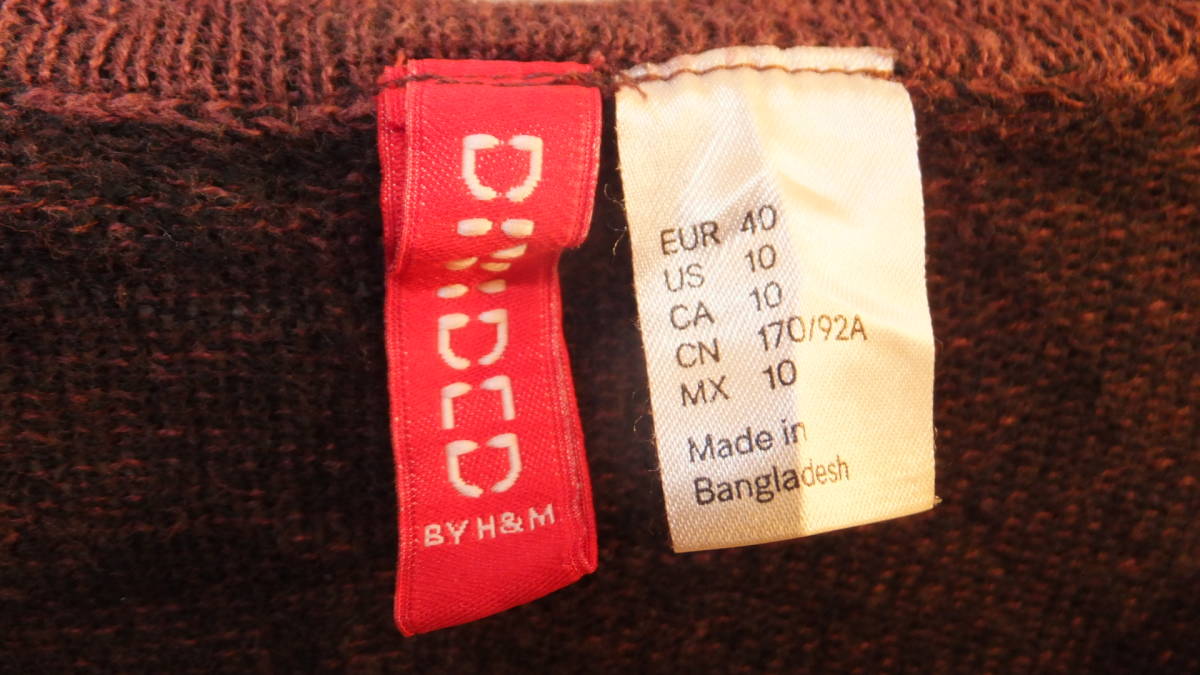 DIVIDED
BY H&M
EUR 40
US 10
CA 10
CN 170/92A
MX 10
Made in
Bangladesh